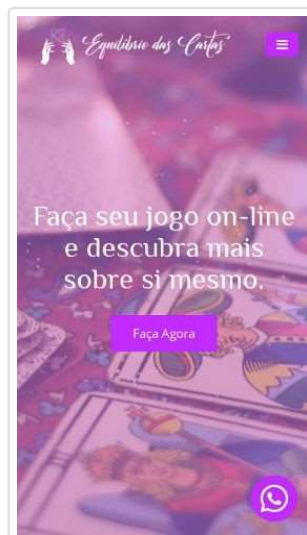 Equilíbrio das Cartas
Faça seu jogo on-line
e descubra mais
sobre si mesmo.
Faça Agora